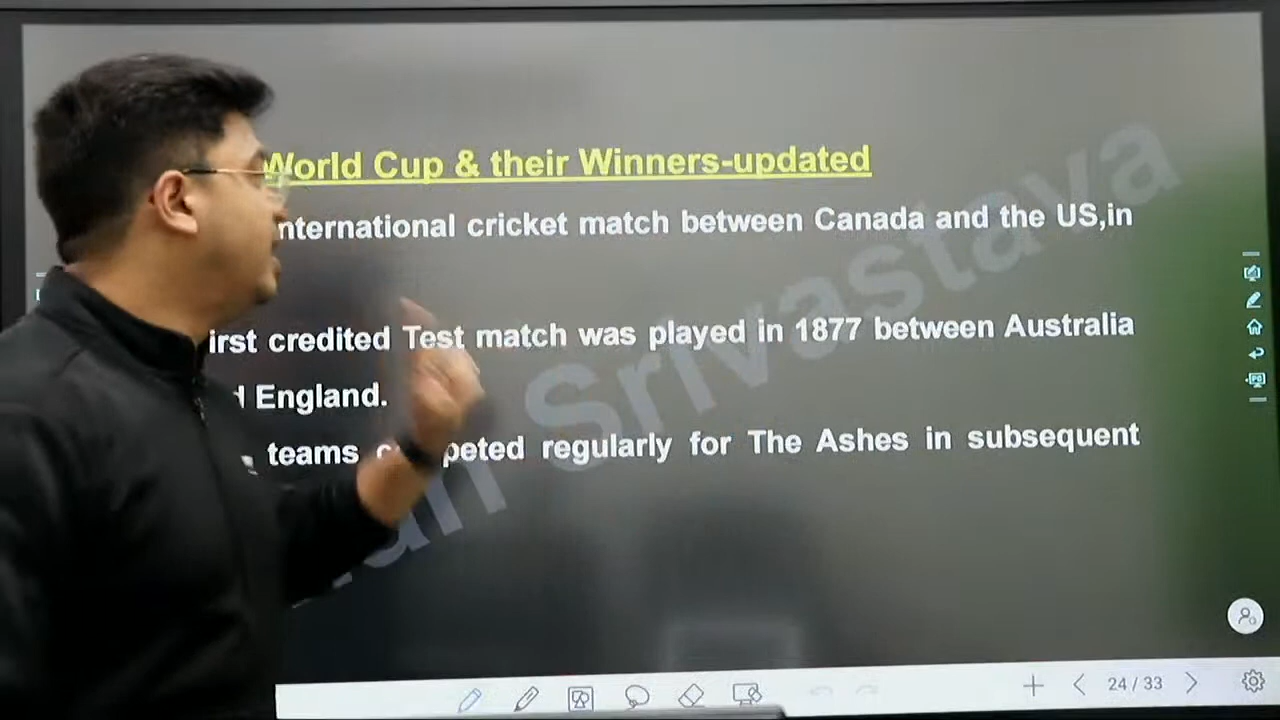 World Cup & their Winners-updated
nternational cricket match between Canada and the US,in
irst credited Test match was played in 1877 between Australia
England.
teams peted regularly for The Ashes in subsequent
Srivastava
24 / 33